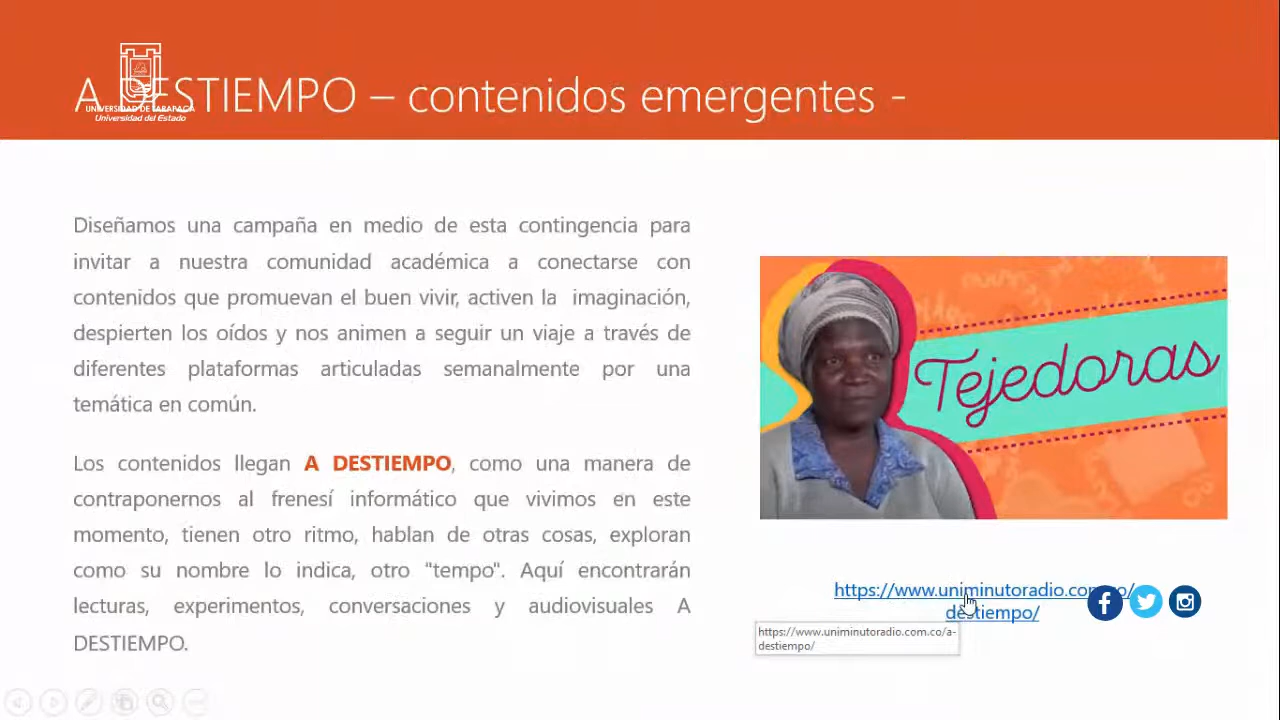 A DESTIEMPO – contenidos emergentes -
UNIVERSIDAD DE TARAPACÁ
Universidad del Estado
Diseñamos una campaña en medio de esta contingencia para
invitar a nuestra comunidad académica a conectarse con
contenidos que promuevan el buen vivir, activen la imaginación,
despierten los oídos y nos animen a seguir un viaje a través de
diferentes plataformas articuladas semanalmente por una
temática en común.
Los contenidos llegan A DESTIEMPO, como una manera de
contraponernos al frenesí informático que vivimos en este
momento, tienen otro ritmo, hablan de otras cosas, exploran
como su nombre lo indica, otro "tempo". Aquí encontrarán
lecturas, experimentos, conversaciones y audiovisuales A
DESTIEMPO.
Tejedoras
https://www.uniminutoradio.com.co/
destiempo/
https://www.uniminutoradio.com.co/a-
destiempo/